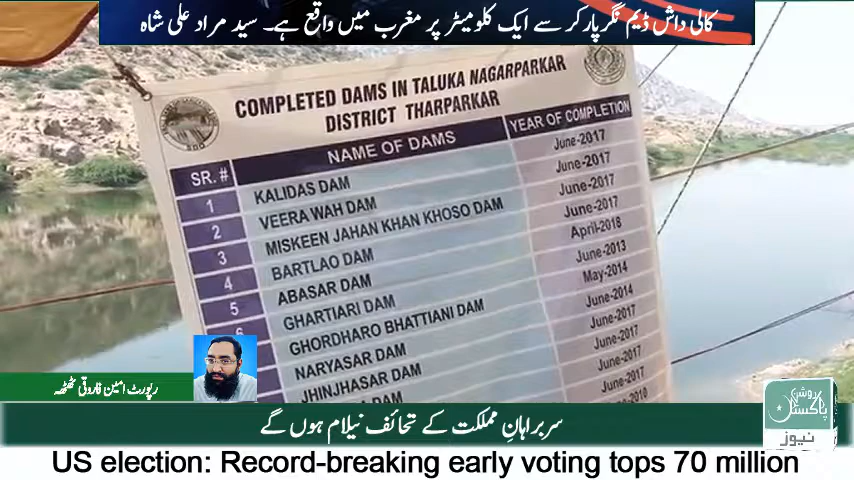 کالی داش ڈیم نگرپارکر سے ایک کلومیٹر پر مغرب میں واقع ہے۔ سید مراد علی شاہ
COMPLETED DAMS IN TALUKA NAGARPARKAR
DISTRICT THARPARKAR
SR. # NAME OF DAMS YEAR OF COMPLETION
1 KALIDAS DAM June-2017
2 VEERA WAH DAM June-2017
3 MISKEEN JAHAN KHAN KHOSO DAM June-2017
4 BARTLAO DAM June-2017
5 ABASAR DAM April-2018
6 GHARTIARI DAM June-2013
GHORDHARO BHATTIANI DAM May-2014
NARYASAR DAM June-2014
JHINJHASAR DAM June-2017
DAM June-2017
June-2017
2010
رپورٹ امین فاروقی ٹھٹھہ
روشن
پاکستان
نیوز
سربراہانِ مملکت کے تحائف نیلام ہوں گے
US election: Record-breaking early voting tops 70 million